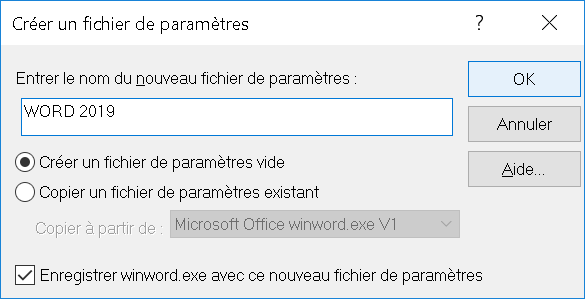 Créer un fichier de paramètres
?
Entrer le nom du nouveau fichier de paramètres :
OK
WORD 2019
Annuler
Créer un fichier de paramètres vide
Aide...
Copier un fichier de paramètres existant
Copier à partir de :
Microsoft Office winword.exe V1
Enregistrer winword.exe avec ce nouveau fichier de paramètres